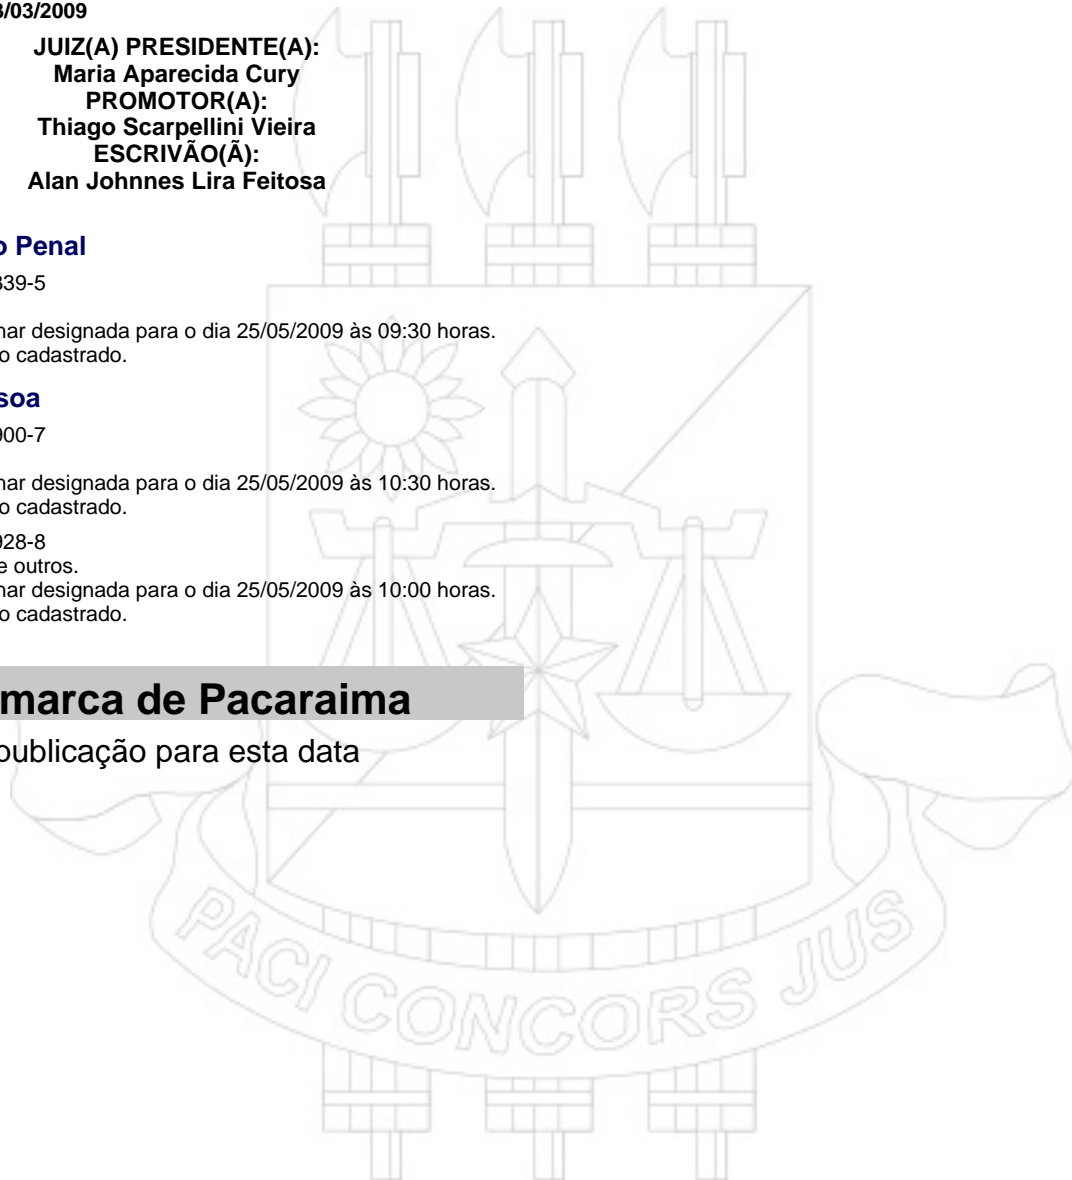 3/03/2009
JUIZ(A) PRESIDENTE(A):
Maria Aparecida Cury
PROMOTOR(A):
Thiago Scarpellini Vieira
ESCRIVÃO(Ã):
Alan Johnnes Lira Feitosa
o Penal
339-5
nar designada para o dia 25/05/2009 às 09:30 horas.
o cadastrado.
soa
900-7
nar designada para o dia 25/05/2009 às 10:30 horas.
o cadastrado.
928-8
e outros.
nar designada para o dia 25/05/2009 às 10:00 horas.
o cadastrado.
marca de Pacaraima
publicação para esta data
PACI CONCORS JUS